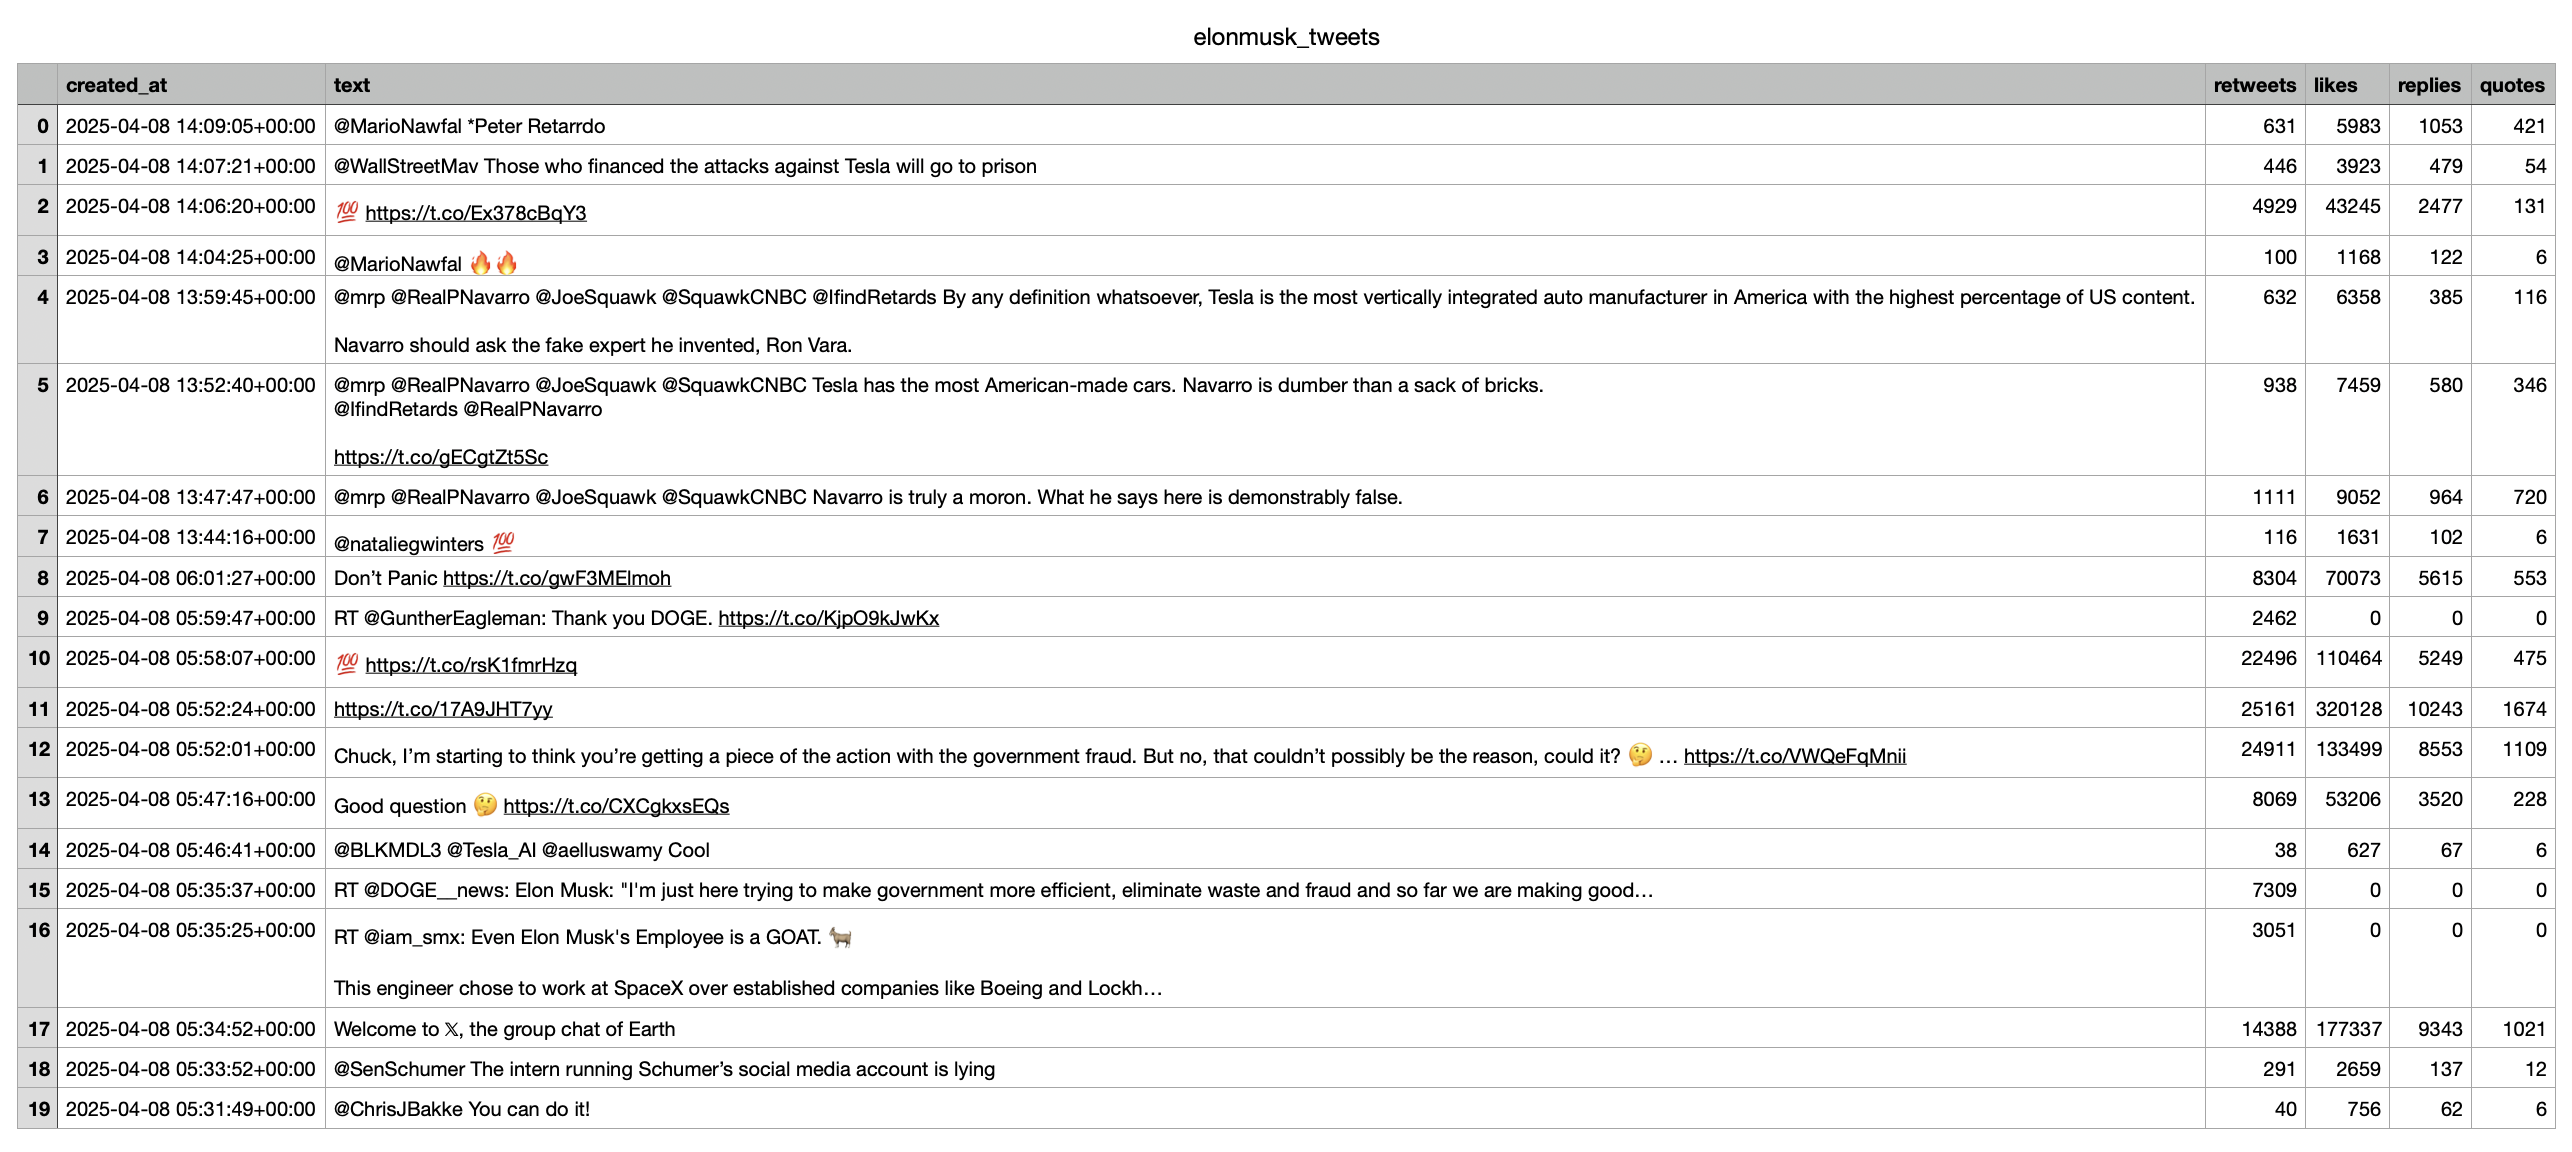 elonmusk_tweets
created_at text retweets likes replies quotes
0 2025-04-08 14:09:05+00:00 @MarioNawfal *Peter Retarrdo 631 5983 1053 421
1 2025-04-08 14:07:21+00:00 @WallStreetMav Those who financed the attacks against Tesla will go to prison 446 3923 479 54
2 2025-04-08 14:06:20+00:00 💯 https://t.co/Ex378cBqY3 4929 43245 2477 131
3 2025-04-08 14:04:25+00:00 @MarioNawfal 🔥🔥 100 1168 122 6
4 2025-04-08 13:59:45+00:00 @mrp @RealPNavarro @JoeSquawk @SquawkCNBC @IfindRetards By any definition whatsoever, Tesla is the most vertically integrated auto manufacturer in America with the highest percentage of US content. 632 6358 385 116
Navarro should ask the fake expert he invented, Ron Vara.
5 2025-04-08 13:52:40+00:00 @mrp @RealPNavarro @JoeSquawk @SquawkCNBC Tesla has the most American-made cars. Navarro is dumber than a sack of bricks. 938 7459 580 346
@IfindRetards @RealPNavarro
https://t.co/gECgtZt5Sc
6 2025-04-08 13:47:47+00:00 @mrp @RealPNavarro @JoeSquawk @SquawkCNBC Navarro is truly a moron. What he says here is demonstrably false. 1111 9052 964 720
7 2025-04-08 13:44:16+00:00 @nataliegwinters 💯 116 1631 102 6
8 2025-04-08 06:01:27+00:00 Don’t Panic https://t.co/gwF3MElmoh 8304 70073 5615 553
9 2025-04-08 05:59:47+00:00 RT @GuntherEagleman: Thank you DOGE. https://t.co/KjpO9kJwKx 2462 0 0 0
10 2025-04-08 05:58:07+00:00 💯 https://t.co/rsK1fmrHzq 22496 110464 5249 475
11 2025-04-08 05:52:24+00:00 https://t.co/17A9JHT7yy 25161 320128 10243 1674
12 2025-04-08 05:52:01+00:00 Chuck, I’m starting to think you’re getting a piece of the action with the government fraud. But no, that couldn’t possibly be the reason, could it? 🤔 … https://t.co/VWQeFqMnii 24911 133499 8553 1109
13 2025-04-08 05:47:16+00:00 Good question 🤔 https://t.co/CXCgkxsEQs 8069 53206 3520 228
14 2025-04-08 05:46:41+00:00 @BLKMDL3 @Tesla_AI @aelluswamy Cool 38 627 67 6
15 2025-04-08 05:35:37+00:00 RT @DOGE__news: Elon Musk: "I'm just here trying to make government more efficient, eliminate waste and fraud and so far we are making good… 7309 0 0 0
16 2025-04-08 05:35:25+00:00 RT @iam_smx: Even Elon Musk's Employee is a GOAT. 🐐 3051 0 0 0
This engineer chose to work at SpaceX over established companies like Boeing and Lockh…
17 2025-04-08 05:34:52+00:00 Welcome to 𝕏, the group chat of Earth 14388 177337 9343 1021
18 2025-04-08 05:33:52+00:00 @SenSchumer The intern running Schumer’s social media account is lying 291 2659 137 12
19 2025-04-08 05:31:49+00:00 @ChrisJBakke You can do it! 40 756 62 6